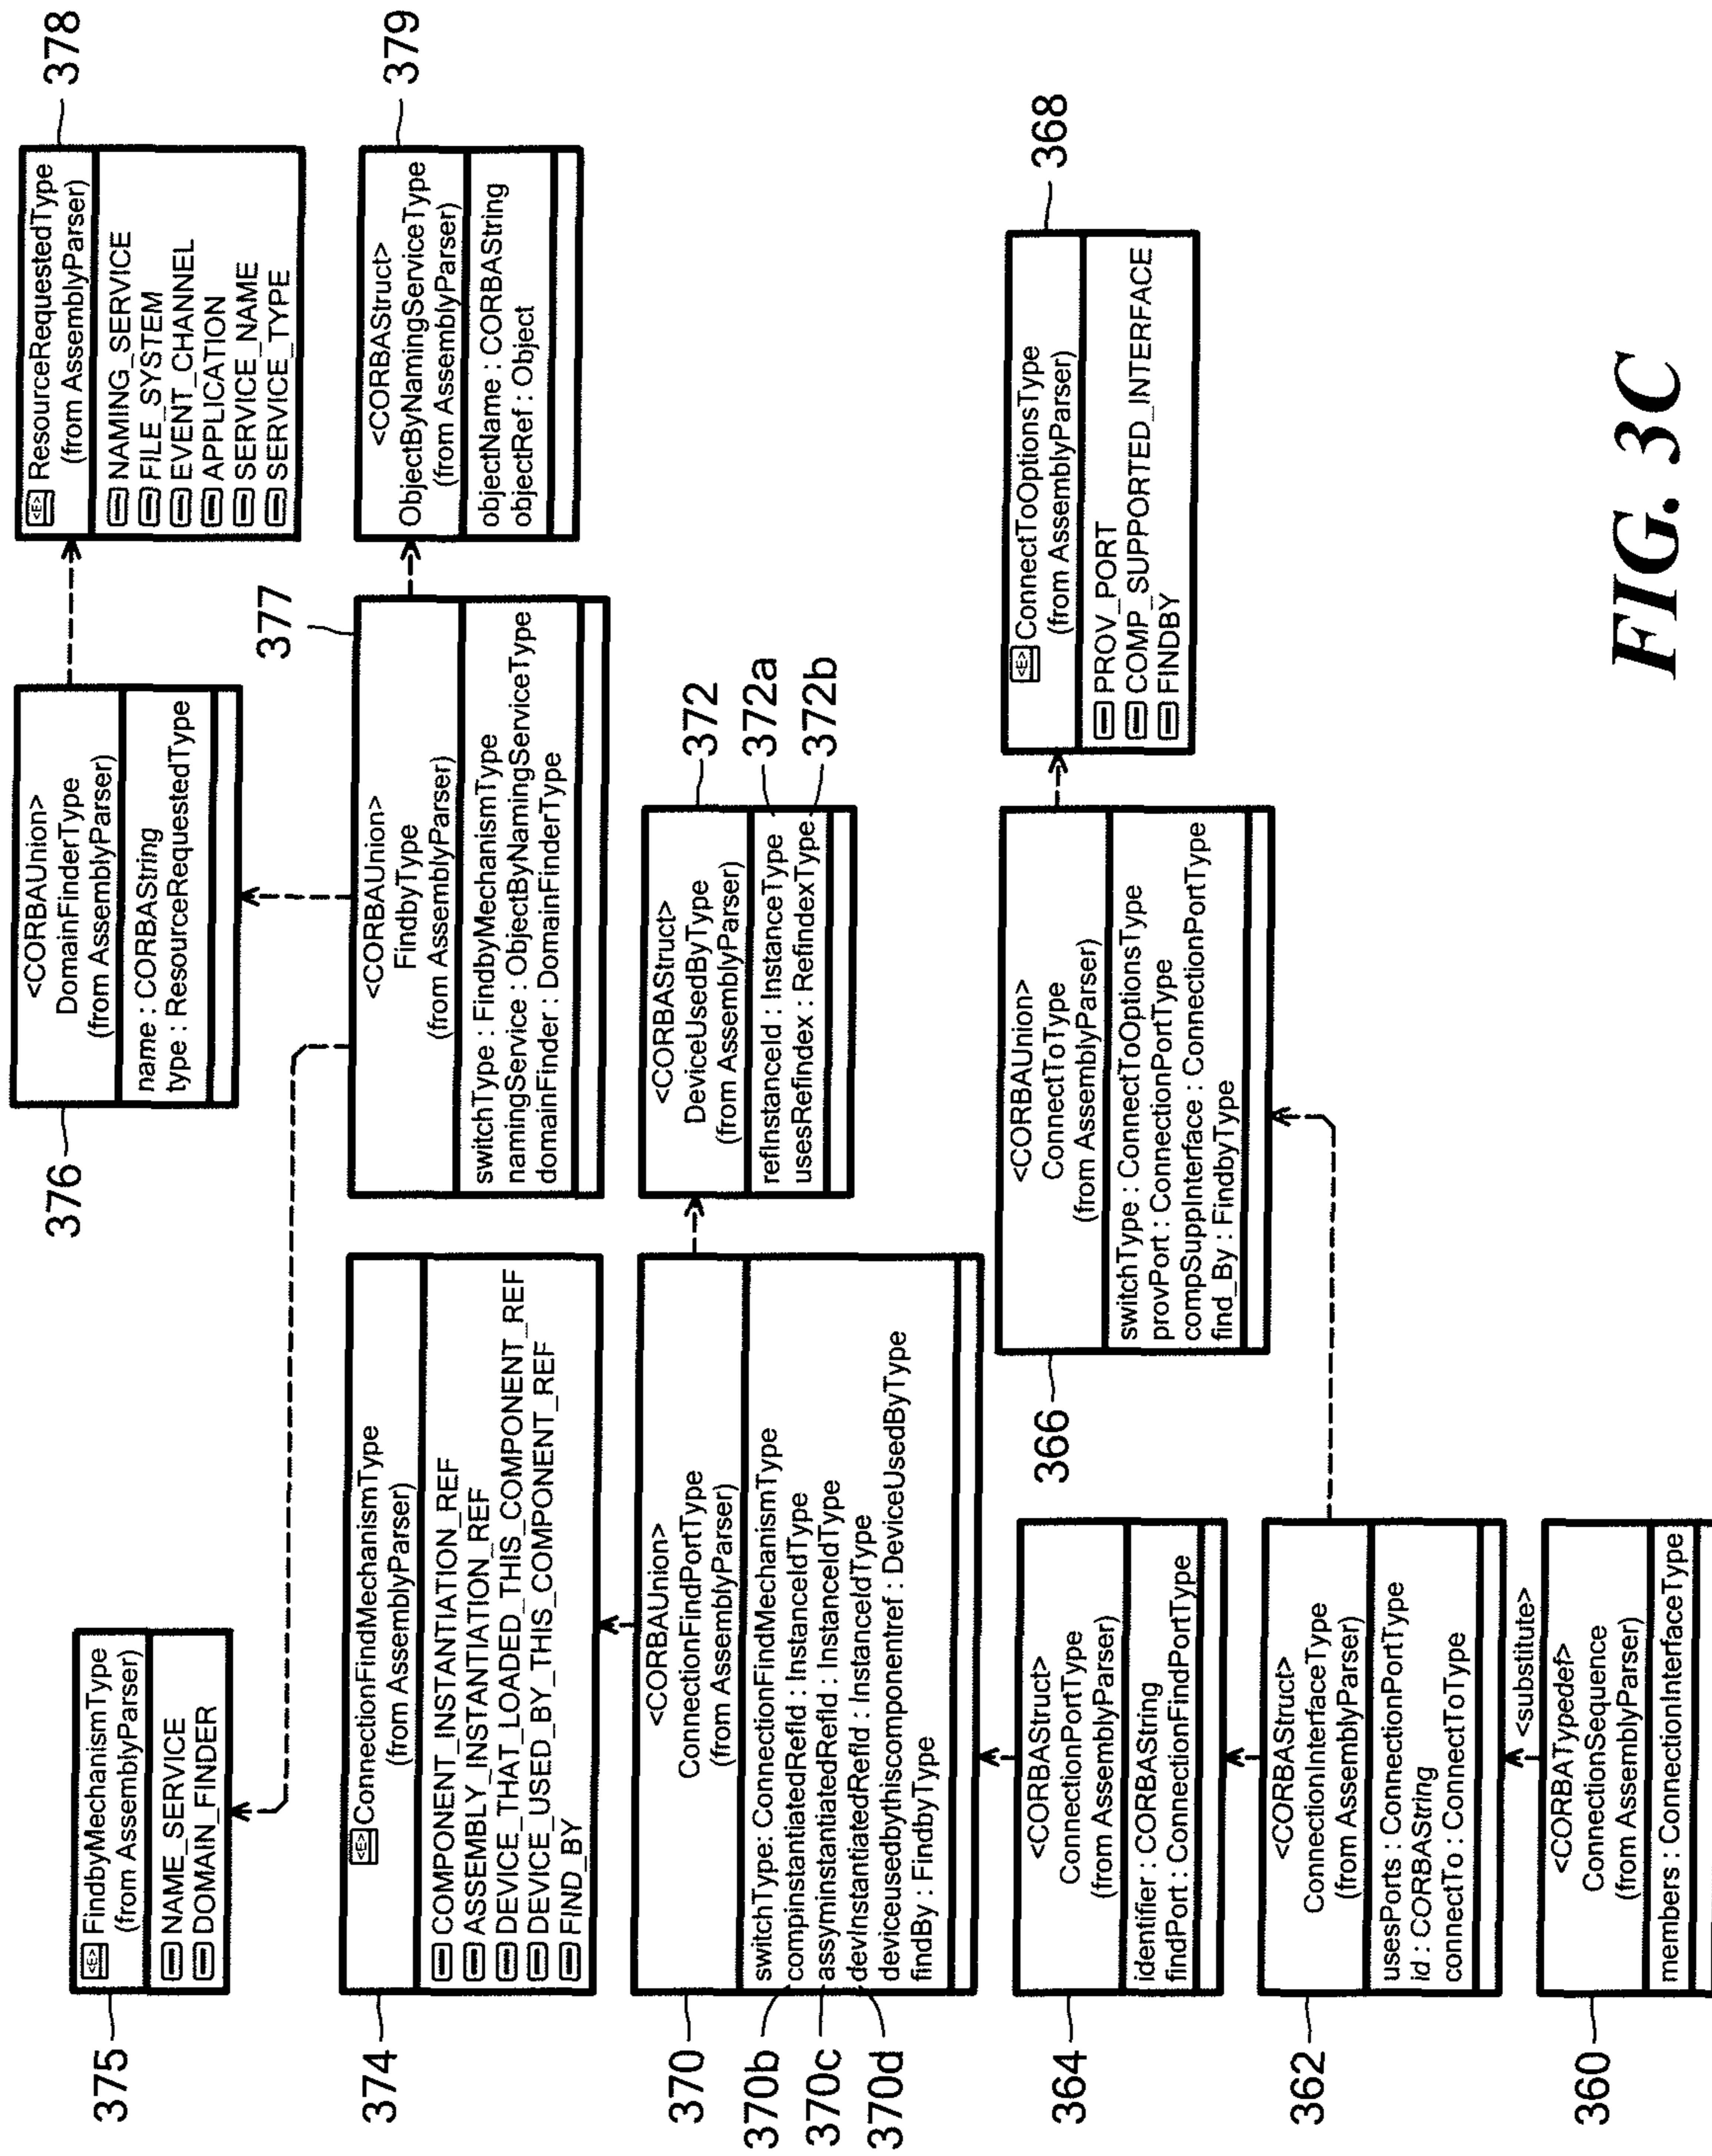 375
<E> FindbyMechanismType
(from AssemblyParser)
NAME_SERVICE
DOMAIN_FINDER
376
<CORBAUnion>
DomainFinderType
(from AssemblyParser)
name : CORBAString
type : ResourceRequestedType
378
<E> ResourceRequestedType
(from AssemblyParser)
NAMING_SERVICE
FILE_SYSTEM
EVENT_CHANNEL
APPLICATION
SERVICE_NAME
SERVICE_TYPE
374
<E> ConnectionFindMechanismType
(from AssemblyParser)
COMPONENT_INSTANTIATION_REF
ASSEMBLY_INSTANTIATION_REF
DEVICE_THAT_LOADED_THIS_COMPONENT_REF
DEVICE_USED_BY_THIS_COMPONENT_REF
FIND_BY
377
<CORBAUnion>
FindbyType
(from AssemblyParser)
switchType : FindbyMechanismType
namingService : ObjectByNamingServiceType
domainFinder : DomainFinderType
379
<CORBAStruct>
ObjectByNamingServiceType
(from AssemblyParser)
objectName : CORBAString
objectRef : Object
370
<CORBAUnion>
ConnectionFindPortType
(from AssemblyParser)
switchType: ConnectionFindMechanismType
370b
compinstantiatedRefId : InstanceIdType
370c
assyminstantiatedRefId : InstanceIdType
370d
devInstantiatedRefId : InstanceIdType
deviceusedbythiscomponentref : DeviceUsedByType
findBy : FindbyType
372
<CORBAStruct>
DeviceUsedByType
(from AssemblyParser)
refInstanceId : InstanceType
372a
usesRefindex : RefindexType
372b
364
<CORBAStruct>
ConnectionPortType
(from AssemblyParser)
identifier : CORBAString
findPort : ConnectionFindPortType
366
<CORBAUnion>
ConnectToType
(from AssemblyParser)
switchType : ConnectToOptionsType
provPort : ConnectionPortType
compSuppInterface : ConnectionPortType
find_By : FindbyType
368
<E> ConnectToOptionsType
(from AssemblyParser)
PROV_PORT
COMP_SUPPORTED_INTERFACE
FINDBY
362
<CORBAStruct>
ConnectionInterfaceType
(from AssemblyParser)
usesPorts : ConnectionPortType
id : CORBAString
connectTo : ConnectToType
<substitute>
360
<CORBATypedef>
ConnectionSequence
(from AssemblyParser)
members : ConnectionInterfaceType
FIG. 3C